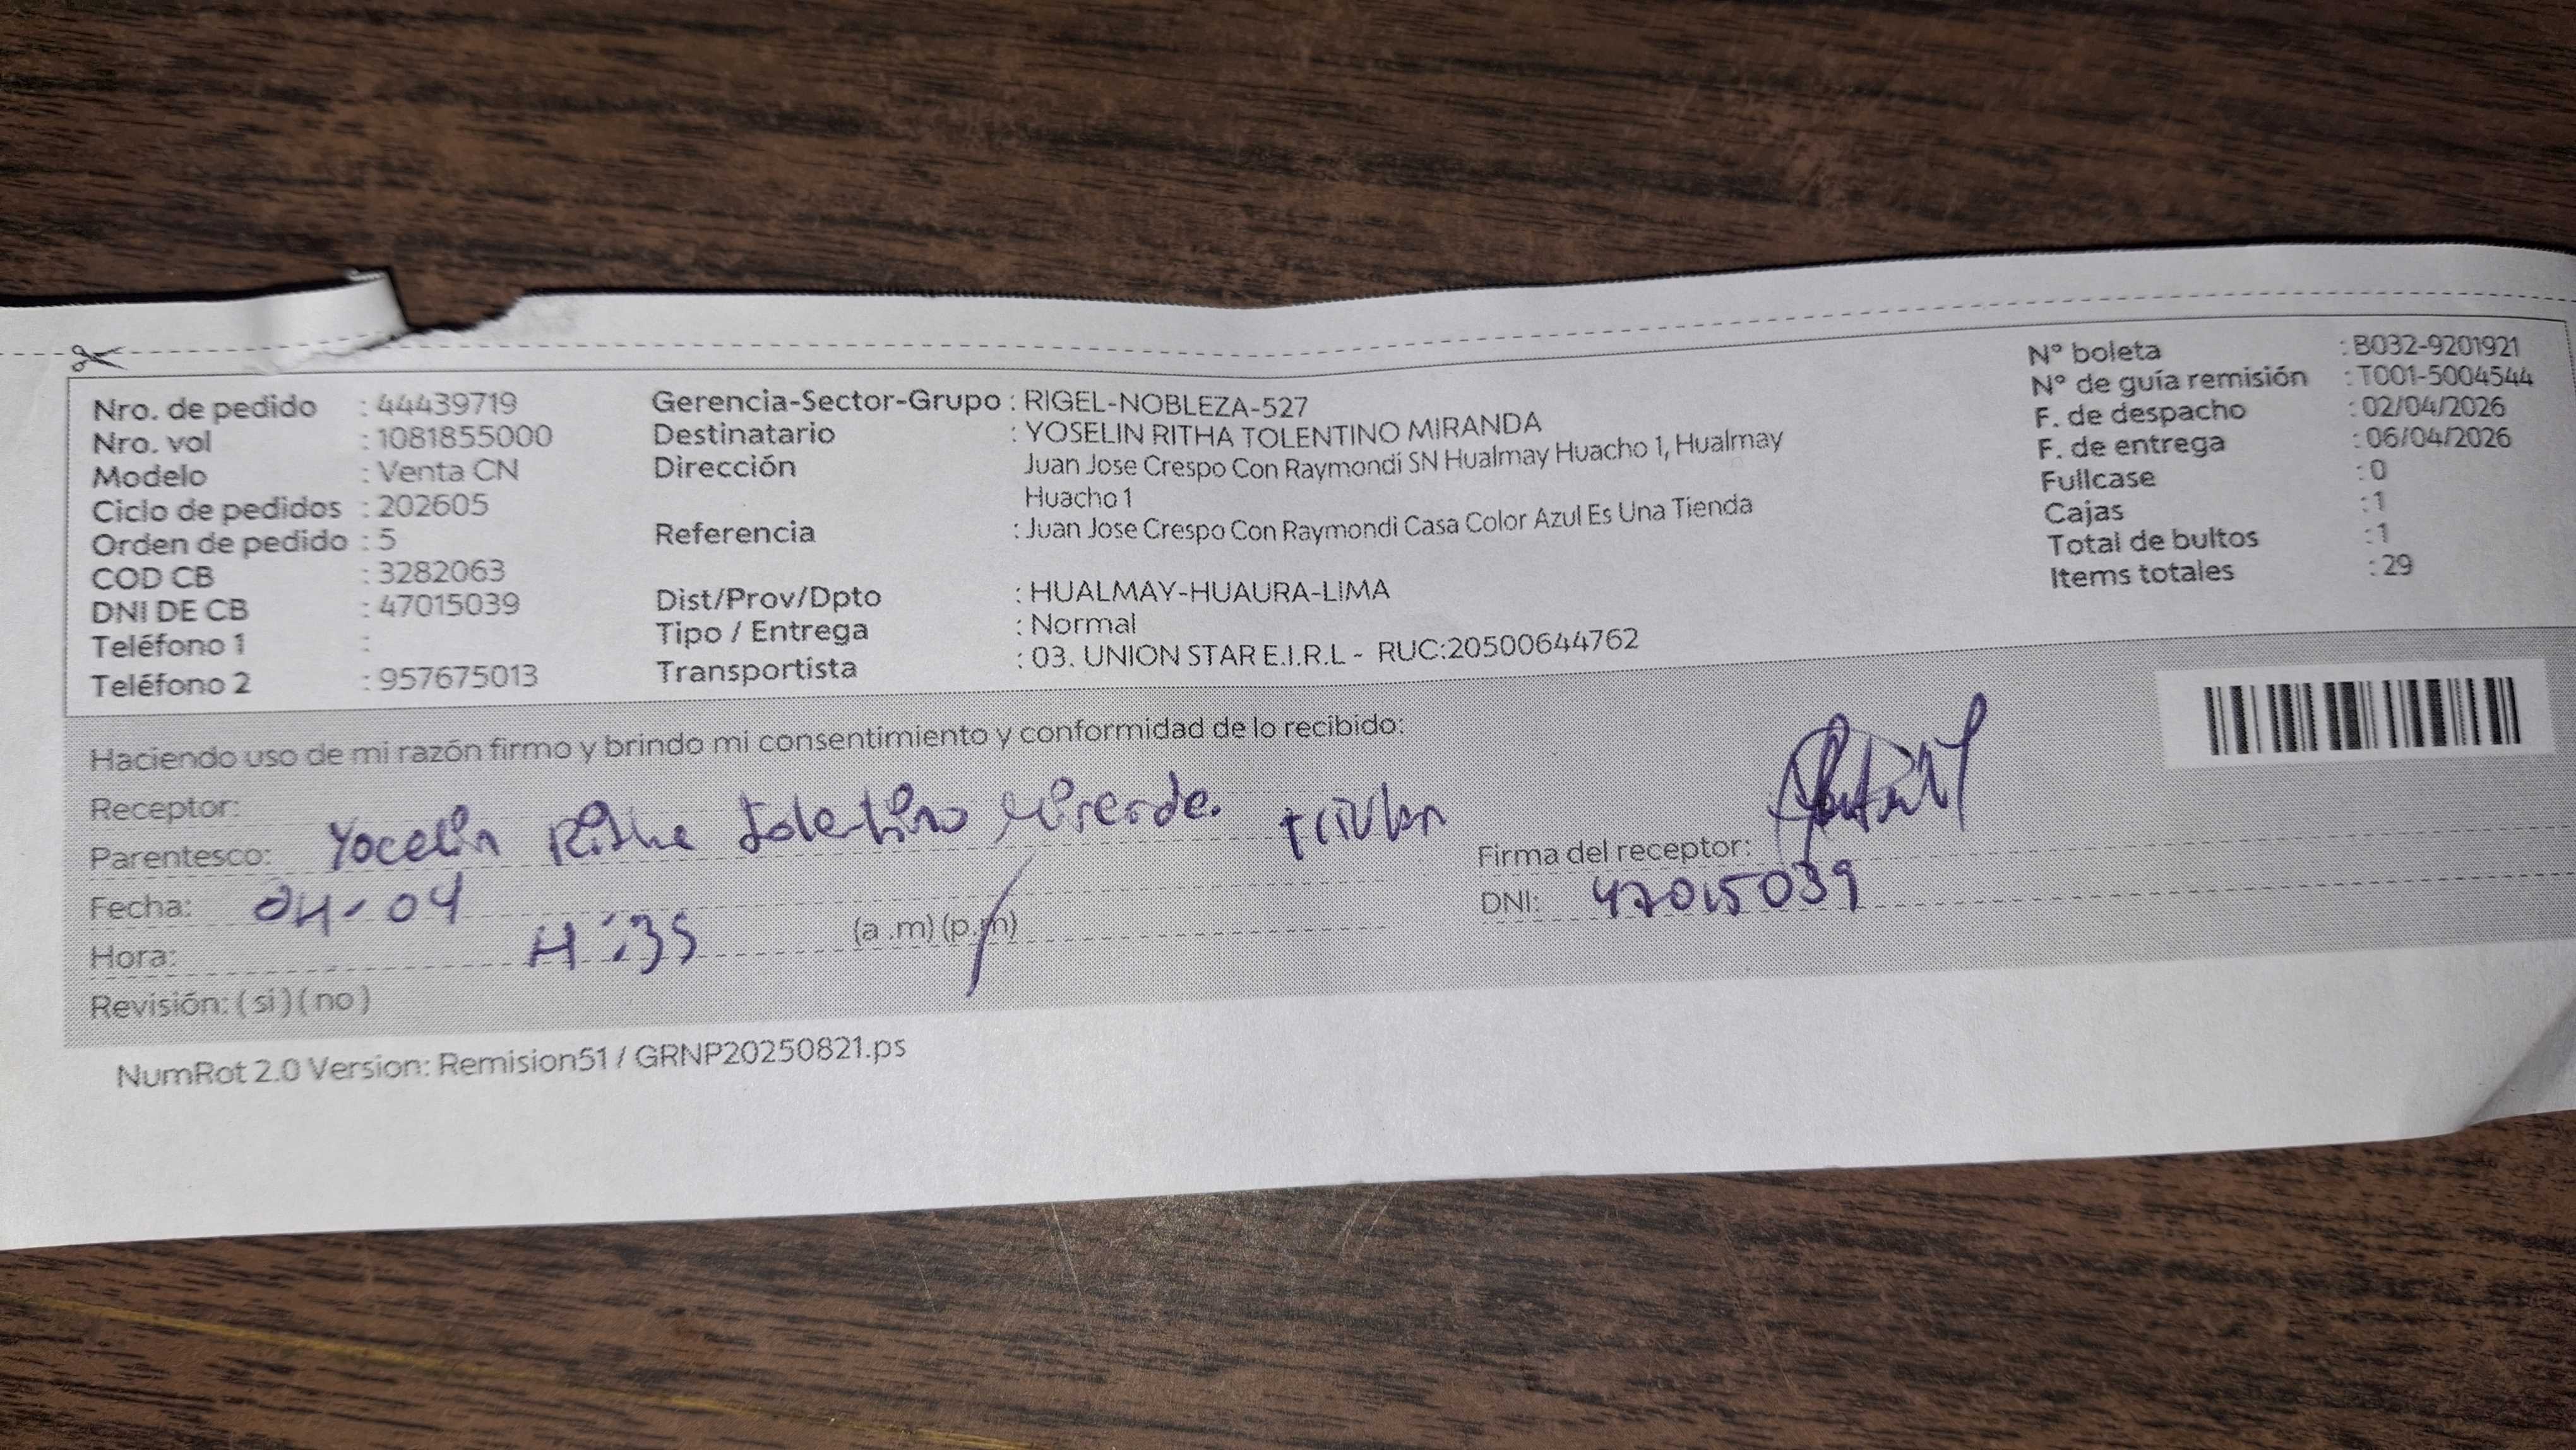 Nro. de pedido : 44439719
Nro. vol : 1081855000
Modelo : Venta CN
Ciclo de pedidos : 202605
Orden de pedido : 5
COD CB : 3282063
DNI DE CB : 47015039
Teléfono 1 :
Teléfono 2 : 957675013
Gerencia-Sector-Grupo : RIGEL-NOBLEZA-527
Destinatario : YOSELIN RITHA TOLENTINO MIRANDA
Dirección Juan Jose Crespo Con Raymondi SN Hualmay Huacho 1, Hualmay
Huacho 1
Referencia : Juan Jose Crespo Con Raymondi Casa Color Azul Es Una Tienda
Dist/Prov/Dpto : HUALMAY-HUAURA-LIMA
Tipo / Entrega : Normal
Transportista : 03. UNION STAR E.I.R.L - RUC:20500644762
N° boleta : B032-9201921
N° de guía remisión : T001-5004544
F. de despacho : 02/04/2026
F. de entrega : 06/04/2026
Fullcase : 0
Cajas : 1
Total de bultos : 1
Items totales : 29
Haciendo uso de mi razón firmo y brindo mi consentimiento y conformidad de lo recibido:
Receptor:
Parentesco: Yocelin Ritha Tolentino Miranda. titular
Fecha: 04-04
Hora: 4:35 (a .m) (p.m)
Revisión: ( si ) ( no )
Firma del receptor:
DNI: 47015039
NumRot 2.0 Version: Remision51 / GRNP20250821.ps